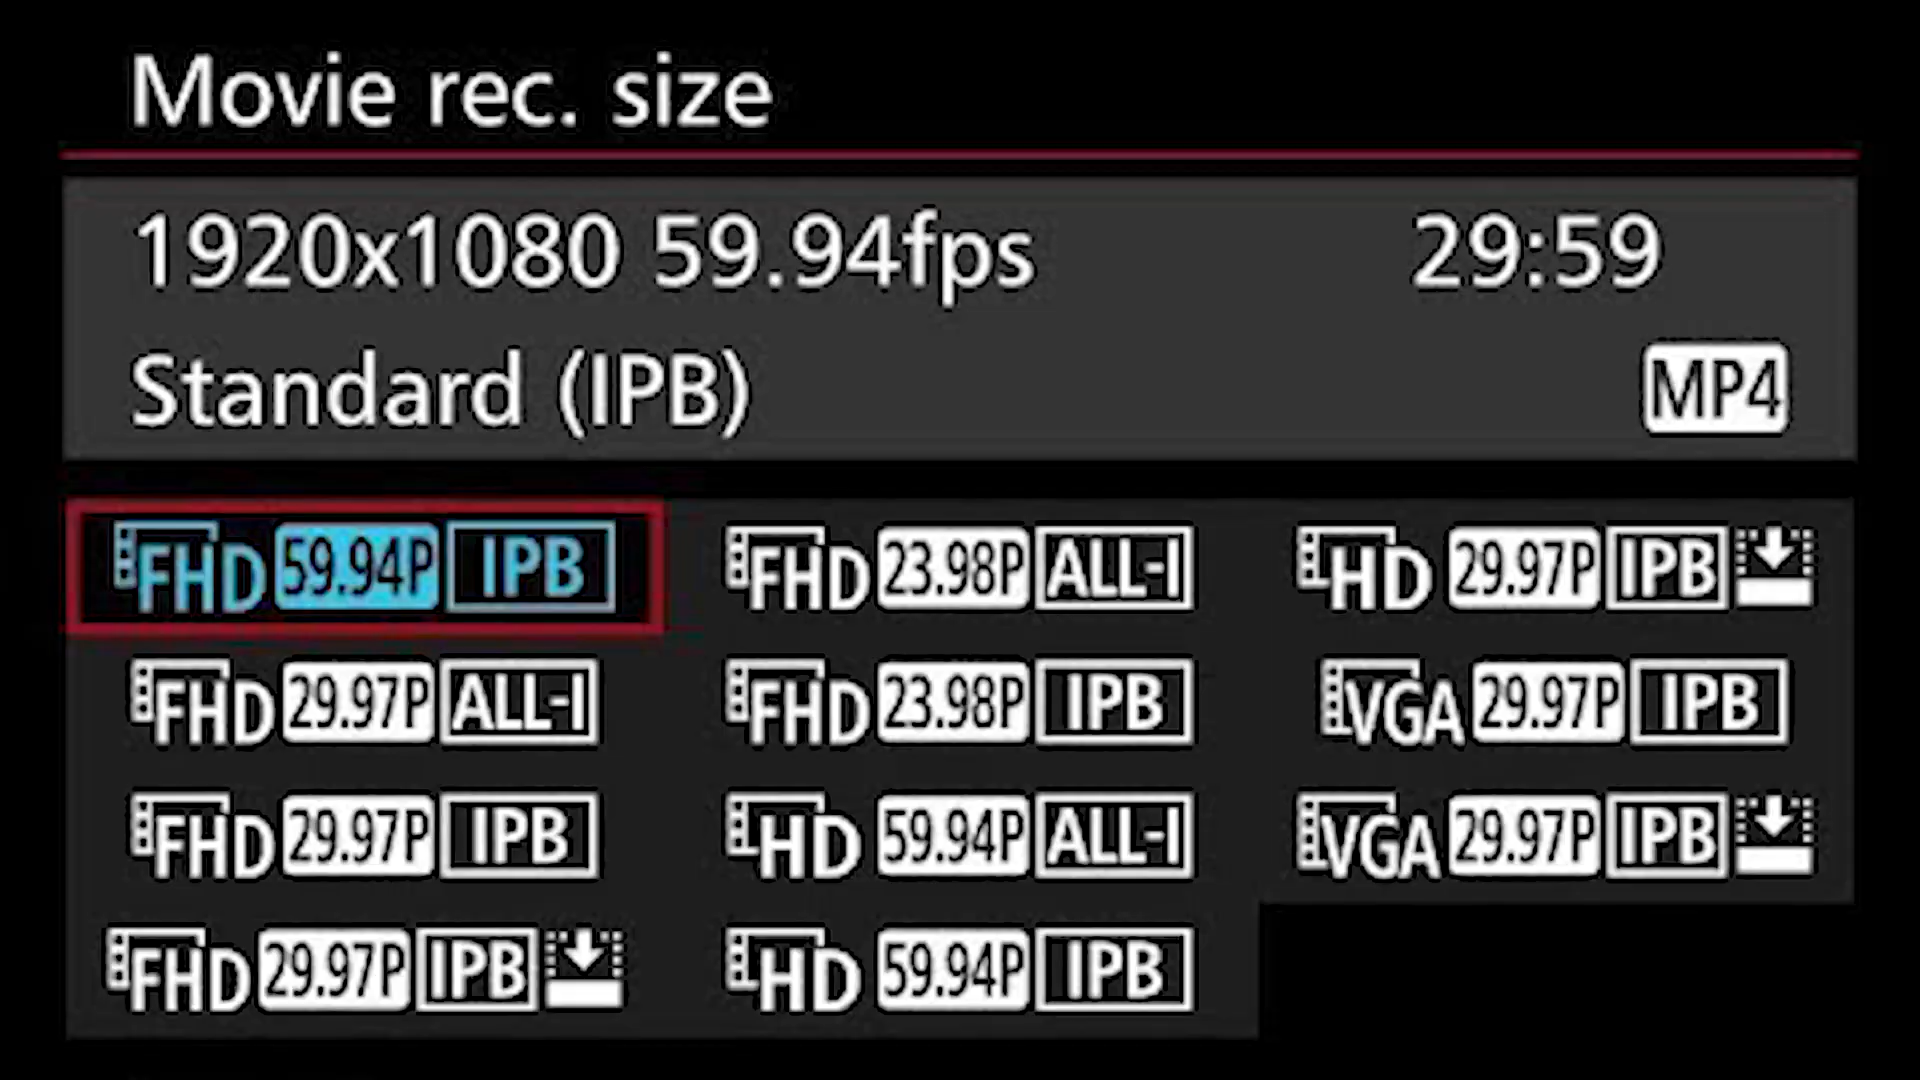 Movie rec. size
1920x1080 59.94fps 29:59
Standard (IPB) MP4
FHD 59.94P IPB FHD 23.98P ALL-I HD 29.97P IPB
FHD 29.97P ALL-I FHD 23.98P IPB VGA 29.97P IPB
FHD 29.97P IPB HD 59.94P ALL-I VGA 29.97P IPB
FHD 29.97P IPB HD 59.94P IPB